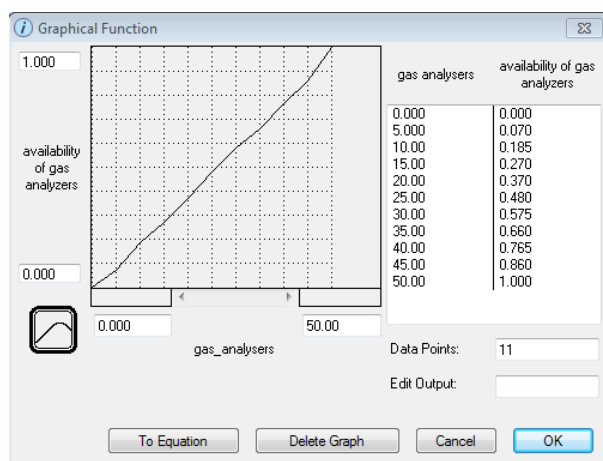 Graphical Function
1.000
availability
of gas
analyzers
0.000
0.000
50.00
gas_analysers
gas analysers
availability of gas
analyzers
0.000 0.000
5.000 0.070
10.00 0.185
15.00 0.270
20.00 0.370
25.00 0.480
30.00 0.575
35.00 0.660
40.00 0.765
45.00 0.860
50.00 1.000
Data Points: 11
Edit Output:
To Equation
Delete Graph
Cancel
OK